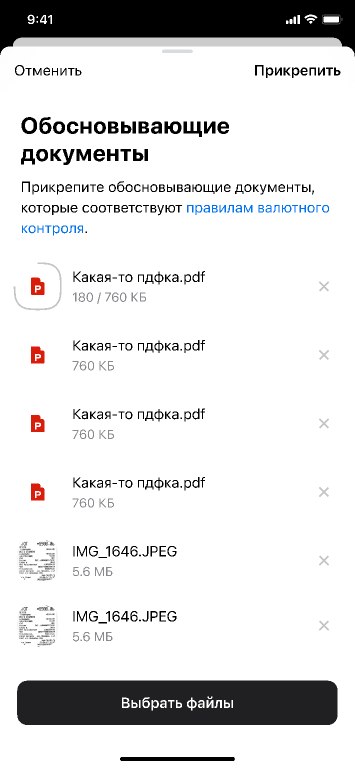 9:41
Отменить
Прикрепить
Обосновывающие
документы
Прикрепите обосновывающие документы,
которые соответствуют правилам валютного
контроля.
P
Какая-то пдфка.pdf
180 / 760 КБ
P
Какая-то пдфка.pdf
760 КБ
P
Какая-то пдфка.pdf
760 КБ
P
Какая-то пдфка.pdf
760 КБ
IMG_1646.JPEG
5.6 МБ
IMG_1646.JPEG
5.6 МБ
Выбрать файлы